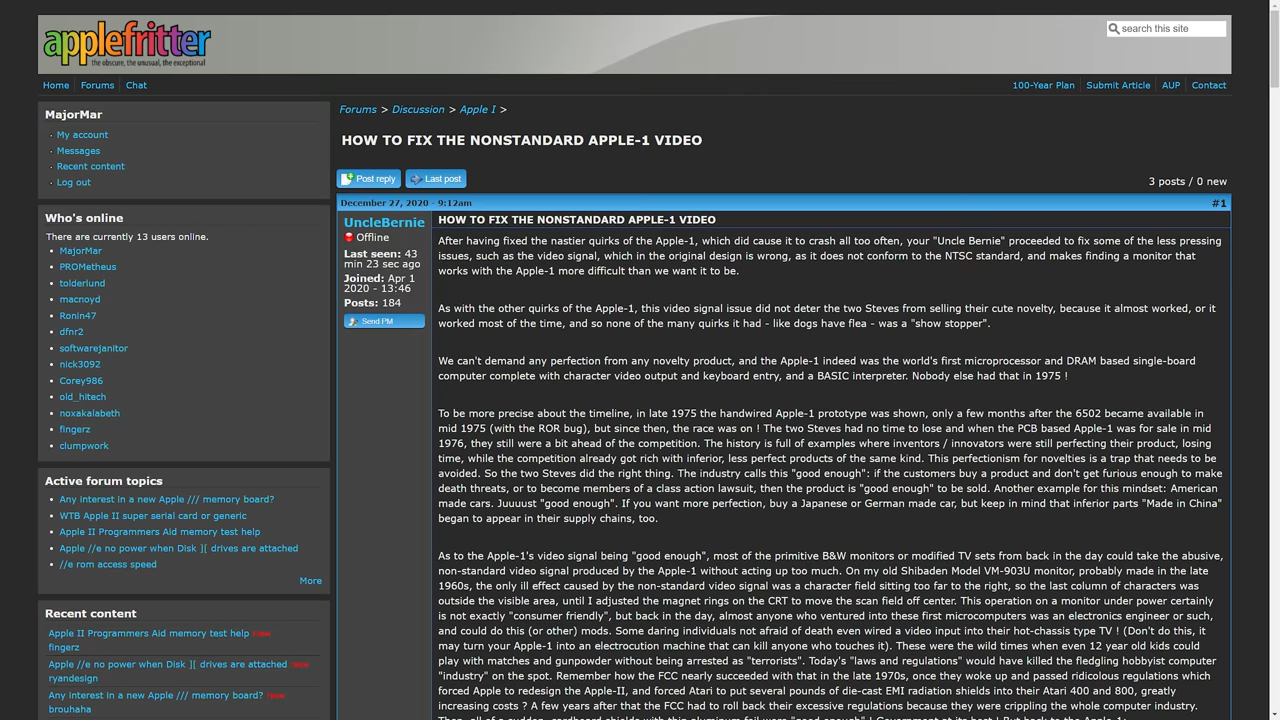 applefritter
the obscure, the unusual, the exceptional
search this site
Home
Forums
Chat
100-Year Plan
Submit Article
AUP
Contact
MajorMar
My account
Messages
Recent content
Log out
Who's online
There are currently 13 users online.
MajorMar
PROMetheus
tolderlund
macnoyd
Ronin47
dfnr2
softwarejanitor
nick3092
Corey986
old_hitech
noxakalabeth
fingerz
clumpwork
Active forum topics
Any interest in a new Apple /// memory board?
WTB Apple II super serial card or generic
Apple II Programmers Aid memory test help
Apple //e no power when Disk ][ drives are attached
//e rom access speed
More
Recent content
Apple II Programmers Aid memory test help new
fingerz
Apple //e no power when Disk ][ drives are attached new
ryandesign
Any interest in a new Apple /// memory board? new
brouhaha
Forums > Discussion > Apple I >
HOW TO FIX THE NONSTANDARD APPLE-1 VIDEO
Post reply
Last post
3 posts / 0 new
December 27, 2020 - 9:12am
#1
UncleBernie
Offline
Last seen: 43
min 23 sec ago
Joined: Apr 1
2020 - 13:46
Posts: 184
Send PM
HOW TO FIX THE NONSTANDARD APPLE-1 VIDEO
After having fixed the nastier quirks of the Apple-1, which did cause it to crash all too often, your "Uncle Bernie" proceeded to fix some of the less pressing
issues, such as the video signal, which in the original design is wrong, as it does not conform to the NTSC standard, and makes finding a monitor that
works with the Apple-1 more difficult than we want it to be.
As with the other quirks of the Apple-1, this video signal issue did not deter the two Steves from selling their cute novelty, because it almost worked, or it
worked most of the time, and so none of the many quirks it had - like dogs have flea - was a "show stopper".
We can't demand any perfection from any novelty product, and the Apple-1 indeed was the world's first microprocessor and DRAM based single-board
computer complete with character video output and keyboard entry, and a BASIC interpreter. Nobody else had that in 1975 !
To be more precise about the timeline, in late 1975 the handwired Apple-1 prototype was shown, only a few months after the 6502 became available in
mid 1975 (with the ROR bug), but since then, the race was on ! The two Steves had no time to lose and when the PCB based Apple-1 was for sale in mid
1976, they still were a bit ahead of the competition. The history is full of examples where inventors / innovators were still perfecting their product, losing
time, while the competition already got rich with inferior, less perfect products of the same kind. This perfectionism for novelties is a trap that needs to be
avoided. So the two Steves did the right thing. The industry calls this "good enough": if the customers buy a product and don't get furious enough to make
death threats, or to become members of a class action lawsuit, then the product is "good enough" to be sold. Another example for this mindset: American
made cars. Juuuust "good enough". If you want more perfection, buy a Japanese or German made car, but keep in mind that inferior parts "Made in China"
began to appear in their supply chains, too.
As to the Apple-1's video signal being "good enough", most of the primitive B&W monitors or modified TV sets from back in the day could take the abusive,
non-standard video signal produced by the Apple-1 without acting up too much. On my old Shibaden Model VM-903U monitor, probably made in the late
1960s, the only ill effect caused by the non-standard video signal was a character field sitting too far to the right, so the last column of characters was
outside the visible area, until I adjusted the magnet rings on the CRT to move the scan field off center. This operation on a monitor under power certainly
is not exactly "consumer friendly", but back in the day, almost anyone who ventured into these first microcomputers was an electronics engineer or such,
and could do this (or other) mods. Some daring individuals not afraid of death even wired a video input into their hot-chassis type TV ! (Don't do this, it
may turn your Apple-1 into an electrocution machine that can kill anyone who touches it). These were the wild times when even 12 year old kids could
play with matches and gunpowder without being arrested as "terrorists". Today's "laws and regulations" would have killed the fledgling hobbyist computer
"industry" on the spot. Remember how the FCC nearly succeeded with that in the late 1970s, once they woke up and passed ridicolous regulations which
forced Apple to redesign the Apple-II, and forced Atari to put several pounds of die-cast EMI radiation shields into their Atari 400 and 800, greatly
increasing costs ? A few years after that the FCC had to roll back their excessive regulations because they were crippling the whole computer industry.